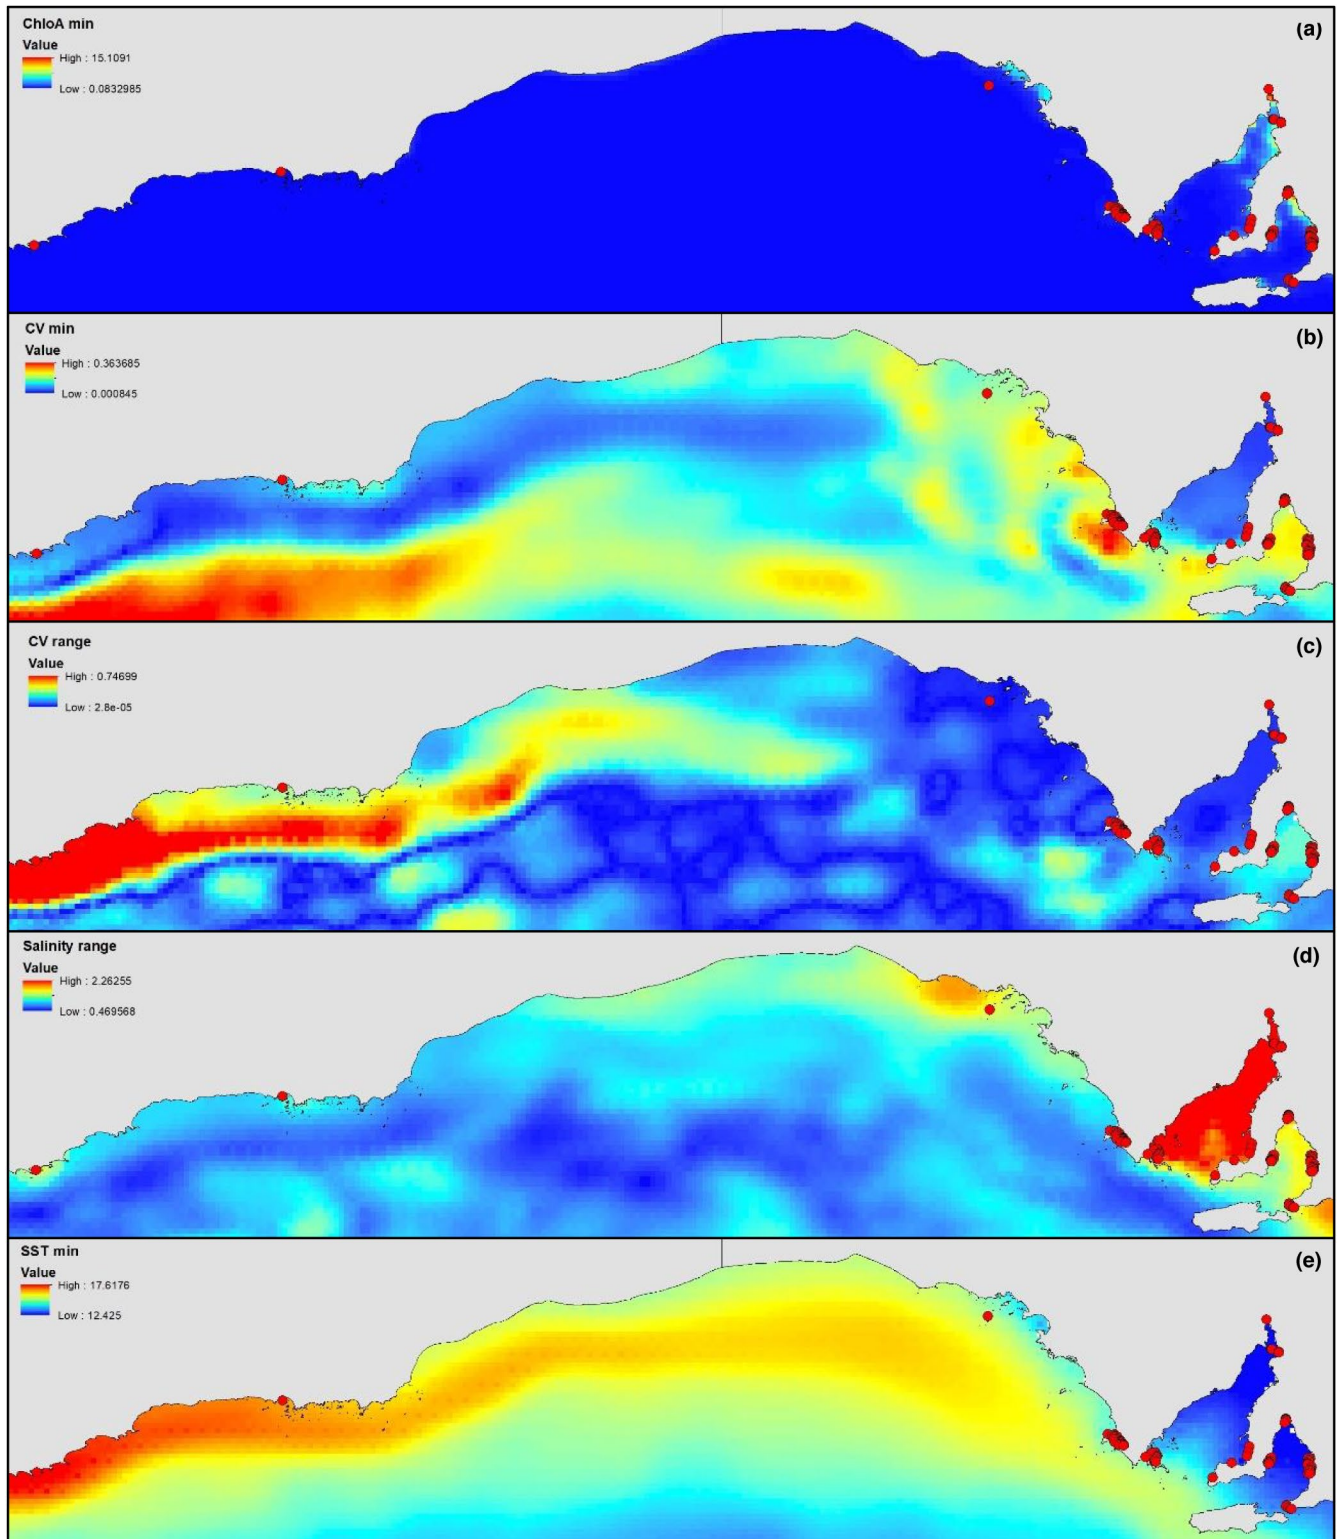 ChloA min
(a)
Value
High : 15.1091
Low : 0.0832985
CV min
(b)
Value
High : 0.363685
Low : 0.000845
CV range
(c)
Value
High : 0.74699
Low : 2.8e-05
Salinity range
(d)
Value
High : 2.26255
Low : 0.469568
SST min
(e)
Value
High : 17.6176
Low : 12.425